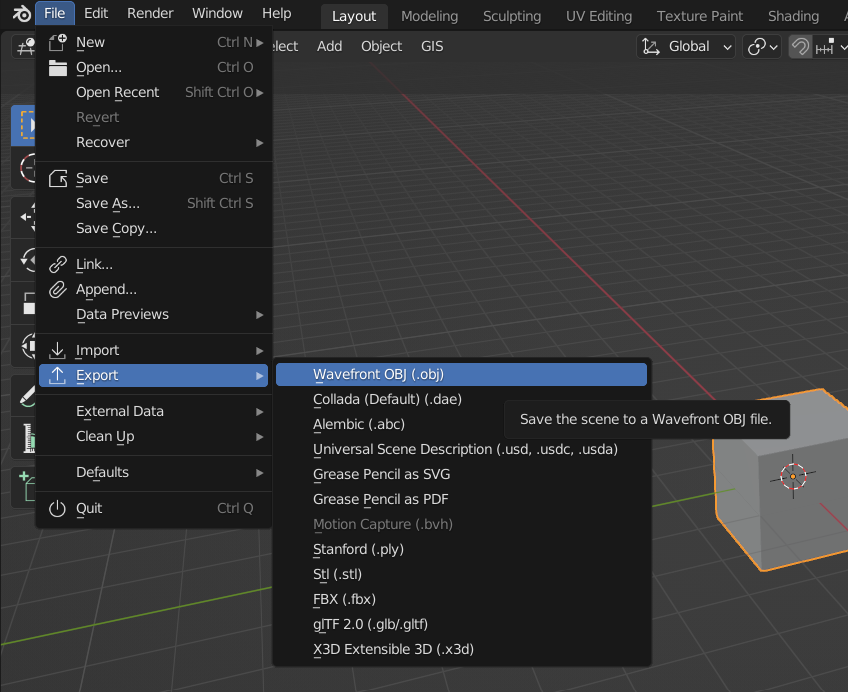 File Edit Render Window Help Layout Modeling Sculpting UV Editing Texture Paint Shading
Add Object GIS Global
New Ctrl N
Open... Ctrl O
Open Recent Shift Ctrl O
Revert
Recover
Save Ctrl S
Save As... Shift Ctrl S
Save Copy...
Link...
Append...
Data Previews
Import
Export
External Data
Clean Up
Defaults
Quit Ctrl Q
Wavefront OBJ (.obj)
Collada (Default) (.dae)
Alembic (.abc)
Universal Scene Description (.usd, .usdc, .usda)
Grease Pencil as SVG
Grease Pencil as PDF
Motion Capture (.bvh)
Stanford (.ply)
Stl (.stl)
FBX (.fbx)
glTF 2.0 (.glb/.gltf)
X3D Extensible 3D (.x3d)
Save the scene to a Wavefront OBJ file.